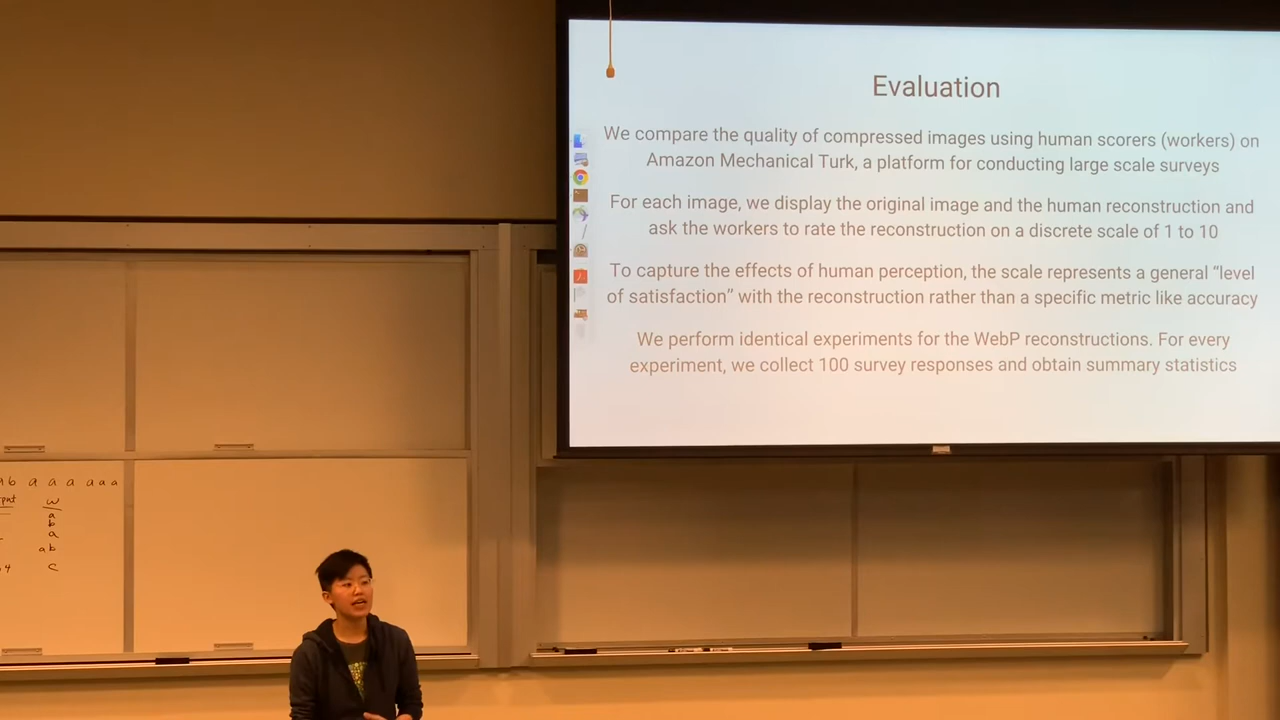 Evaluation
We compare the quality of compressed images using human scorers (workers) on
Amazon Mechanical Turk, a platform for conducting large scale surveys
For each image, we display the original image and the human reconstruction and
ask the workers to rate the reconstruction on a discrete scale of 1 to 10
To capture the effects of human perception, the scale represents a general “level
of satisfaction” with the reconstruction rather than a specific metric like accuracy
We perform identical experiments for the WebP reconstructions. For every
experiment, we collect 100 survey responses and obtain summary statistics
ab a a a aaa
w
a
b
a
ab
4 c